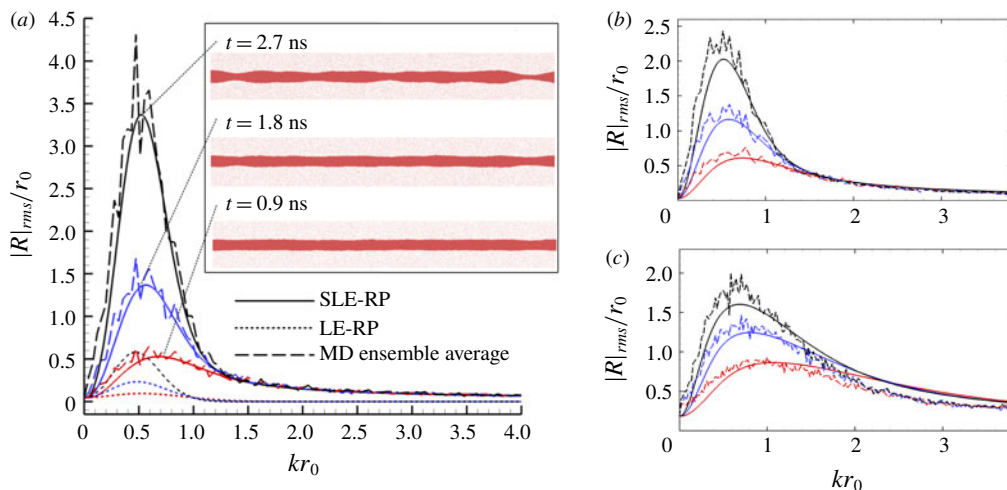 (a)
4.5
4.0
3.5
3.0
2.5
2.0
1.5
1.0
0.5
0
|R|rms/r0
t = 2.7 ns
t = 1.8 ns
t = 0.9 ns
SLE-RP
LE-RP
MD ensemble average
0 0.5 1.0 1.5 2.0 2.5 3.0 3.5 4.0
kr0
(b)
2.5
2.0
1.5
1.0
0.5
|R|rms/r0
0 1 2 3
(c)
2.0
1.5
1.0
0.5
|R|rms/r0
0 1 2 3
kr0